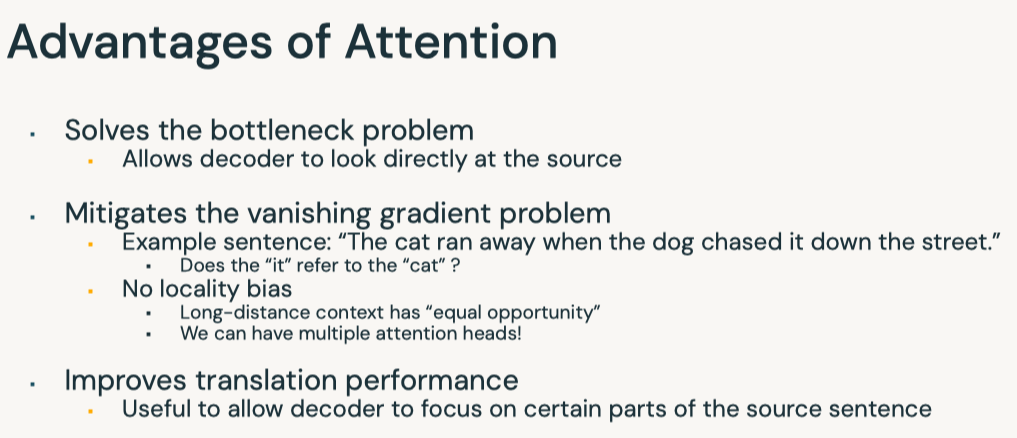 Advantages of Attention
Solves the bottleneck problem
Allows decoder to look directly at the source
Mitigates the vanishing gradient problem
Example sentence: “The cat ran away when the dog chased it down the street.”
Does the “it” refer to the “cat” ?
No locality bias
Long-distance context has “equal opportunity”
We can have multiple attention heads!
Improves translation performance
Useful to allow decoder to focus on certain parts of the source sentence